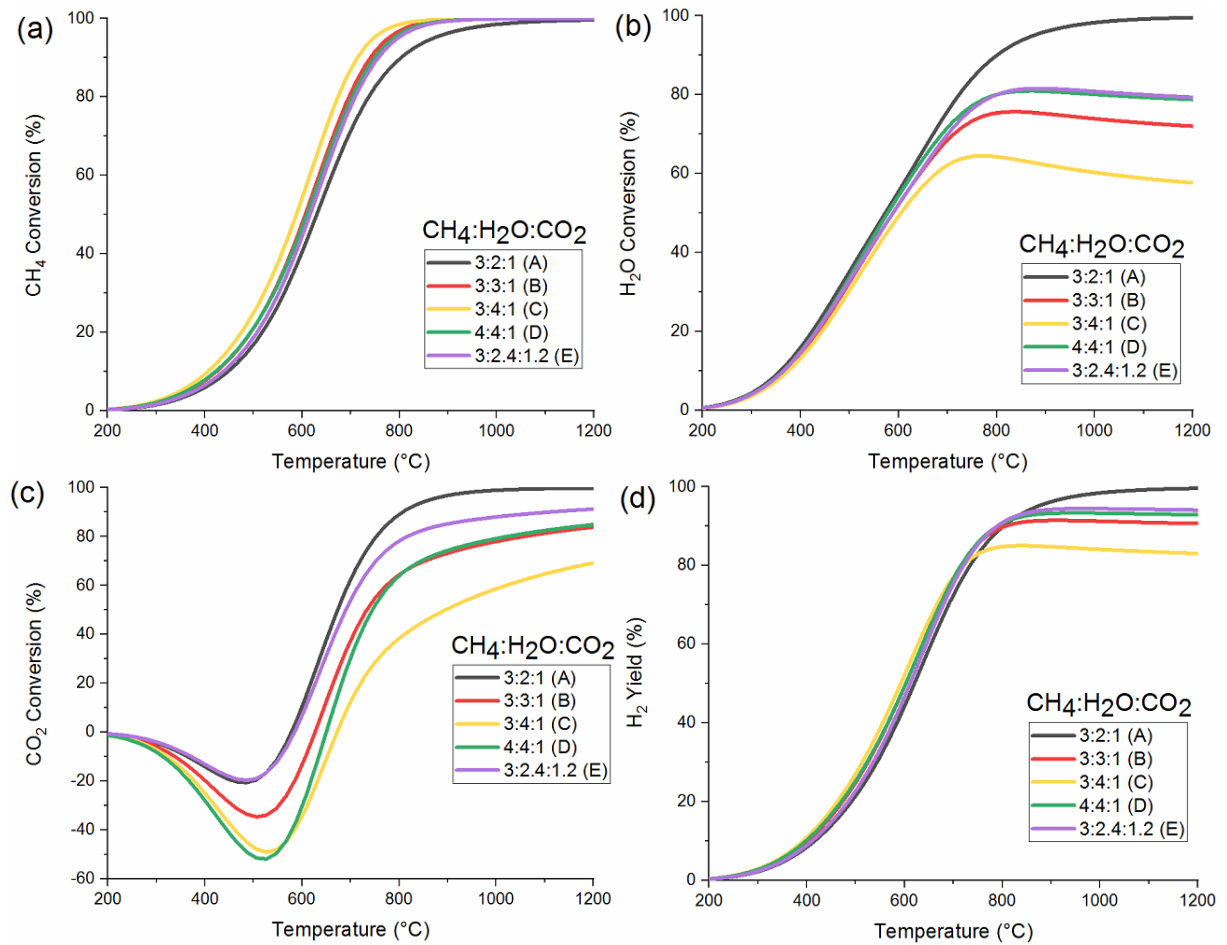 (a)
100
80
60
40
20
0
CH4 Conversion (%)
CH4:H2O:CO2
3:2:1 (A)
3:3:1 (B)
3:4:1 (C)
4:4:1 (D)
3:2.4:1.2 (E)
200 400 600 800 1000 1200
Temperature (°C)
(b)
100
80
60
40
20
0
H2O Conversion (%)
CH4:H2O:CO2
3:2:1 (A)
3:3:1 (B)
3:4:1 (C)
4:4:1 (D)
3:2.4:1.2 (E)
200 400 600 800 1000 1200
Temperature (°C)
(c)
100
80
60
40
20
0
-20
-40
-60
CO2 Conversion (%)
CH4:H2O:CO2
3:2:1 (A)
3:3:1 (B)
3:4:1 (C)
4:4:1 (D)
3:2.4:1.2 (E)
200 400 600 800 1000 1200
Temperature (°C)
(d)
100
80
60
40
20
0
H2 Yield (%)
CH4:H2O:CO2
3:2:1 (A)
3:3:1 (B)
3:4:1 (C)
4:4:1 (D)
3:2.4:1.2 (E)
200 400 600 800 1000 1200
Temperature (°C)